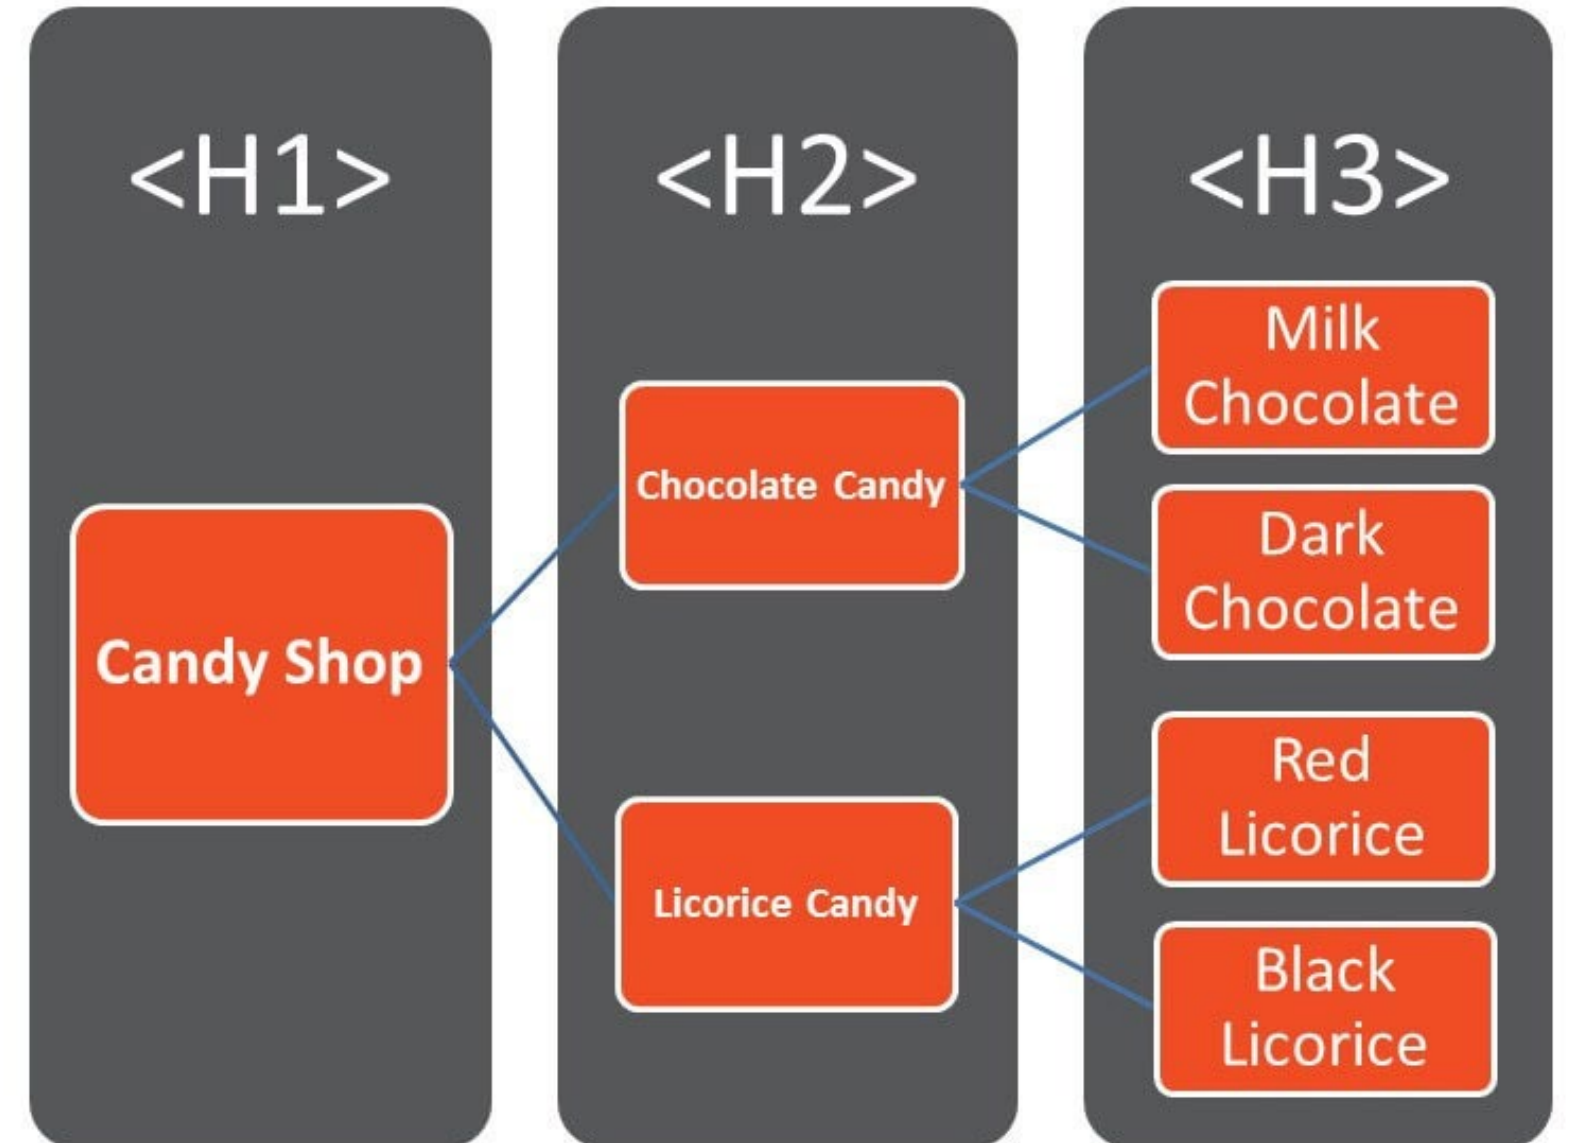 <H1>
Candy Shop
<H2>
Chocolate Candy
Licorice Candy
<H3>
Milk
Chocolate
Dark
Chocolate
Red
Licorice
Black
Licorice